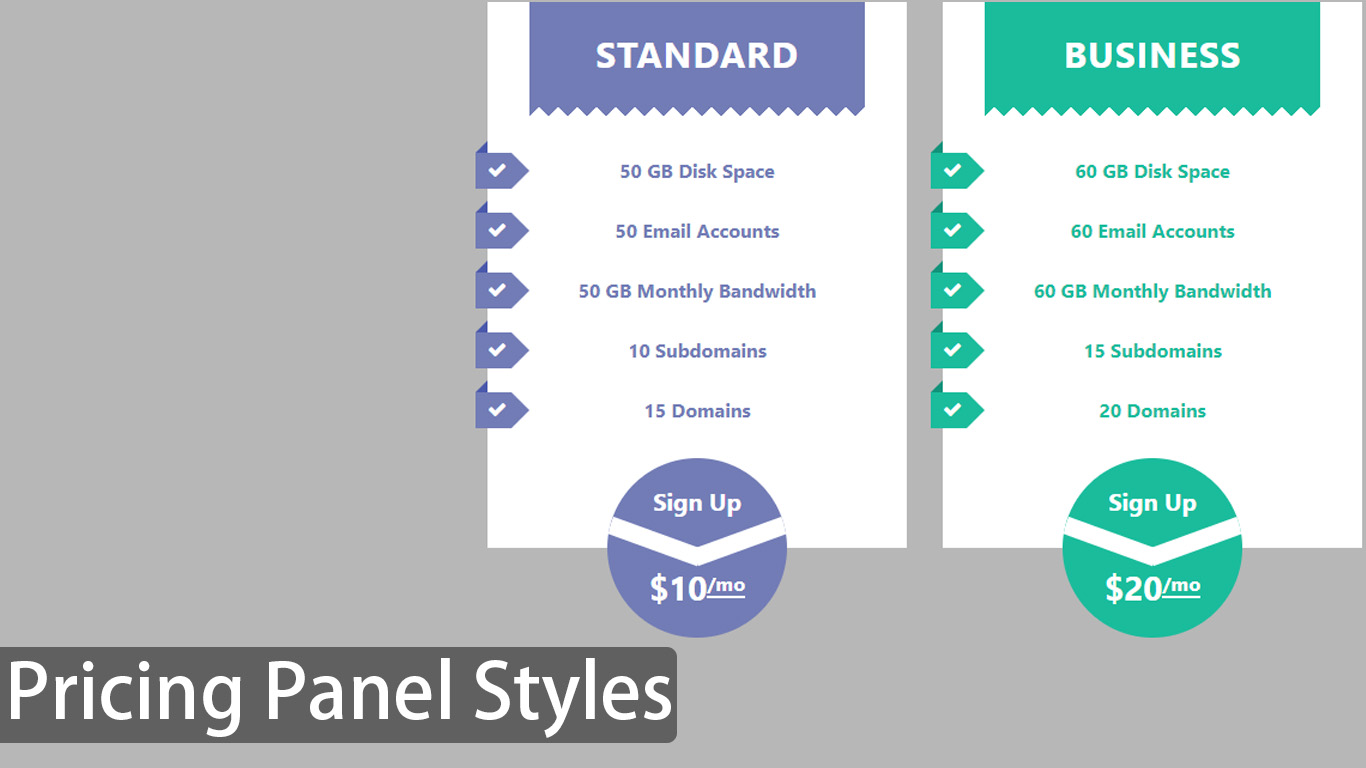 STANDARD
50 GB Disk Space
50 Email Accounts
50 GB Monthly Bandwidth
10 Subdomains
15 Domains
Sign Up
$10/mo
BUSINESS
60 GB Disk Space
60 Email Accounts
60 GB Monthly Bandwidth
15 Subdomains
20 Domains
Sign Up
$20/mo
Pricing Panel Styles